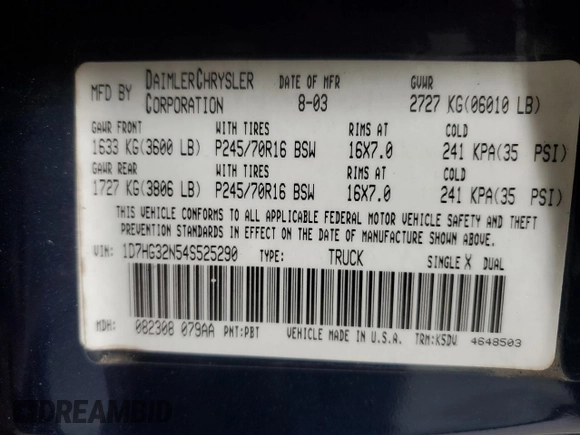 MFD BY DAIMLERCHRYSLER CORPORATION DATE OF MFR 8-03 GVWR 2727 KG(06010 LB)
GAWR FRONT WITH TIRES RIMS AT COLD
1633 KG(3600 LB) P245/70R16 BSW 16X7.0 241 KPA(35 PSI)
GAWR REAR WITH TIRES RIMS AT COLD
1727 KG(3806 LB) P245/70R16 BSW 16X7.0 241 KPA(35 PSI)
THIS VEHICLE CONFORMS TO ALL APPLICABLE FEDERAL MOTOR VEHICLE SAFETY AND THEFT
PREVENTION STANDARDS IN EFFECT ON THE DATE OF MANUFACTURE SHOWN ABOVE.
VIN: 1D7HG32N54S525290 TYPE: TRUCK SINGLE X DUAL
MDH: 082308 079AA PNT:PBT VEHICLE MADE IN U.S.A. TRM:K5DV 4648503
DREAMBID